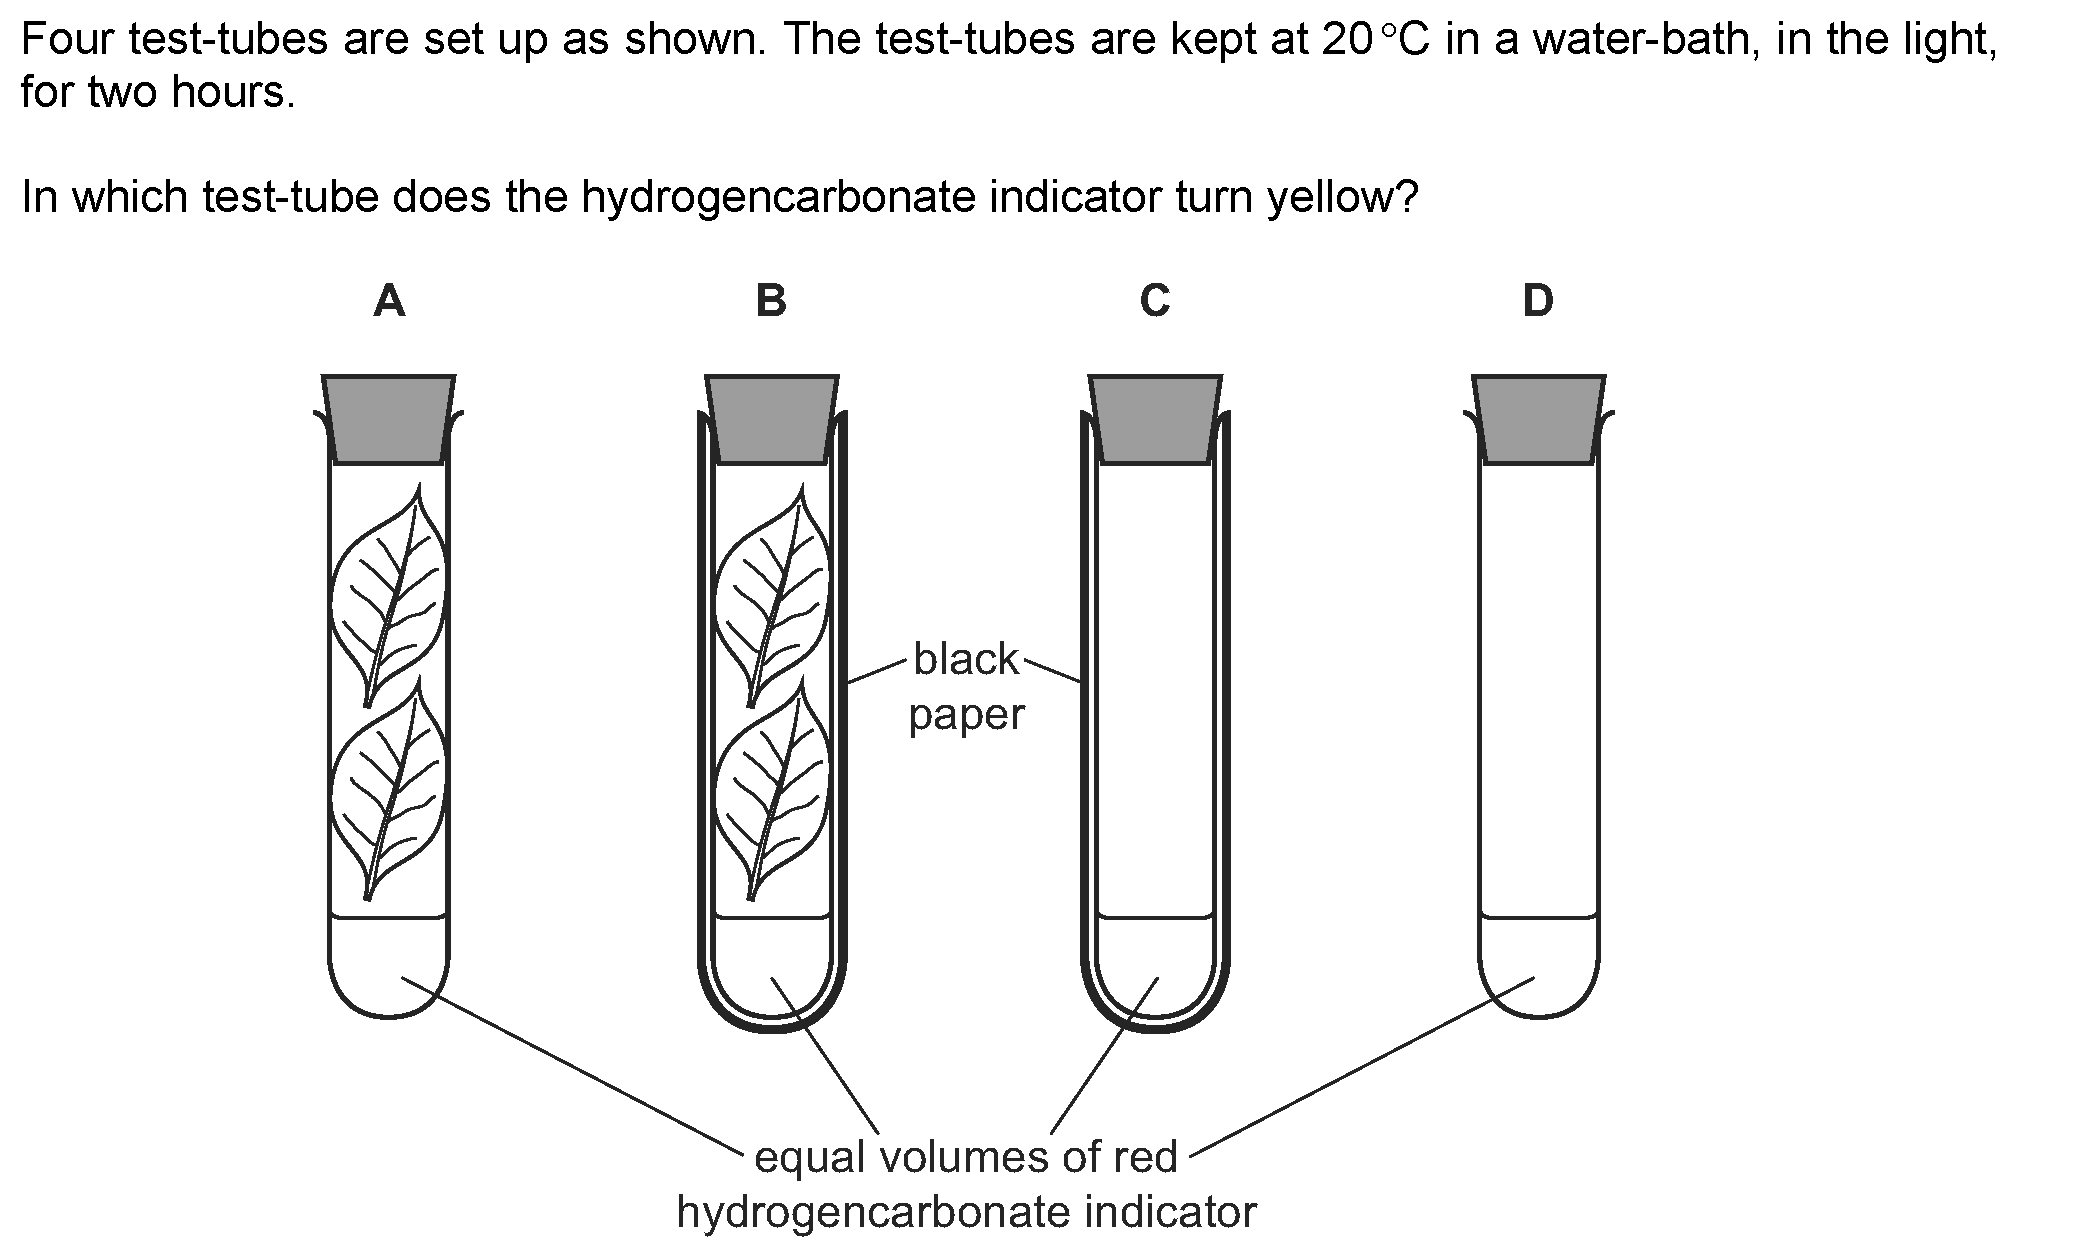 Four test-tubes are set up as shown. The test-tubes are kept at 20 °C in a water-bath, in the light,
for two hours.
In which test-tube does the hydrogencarbonate indicator turn yellow?
A B C D
black
paper
equal volumes of red
hydrogencarbonate indicator